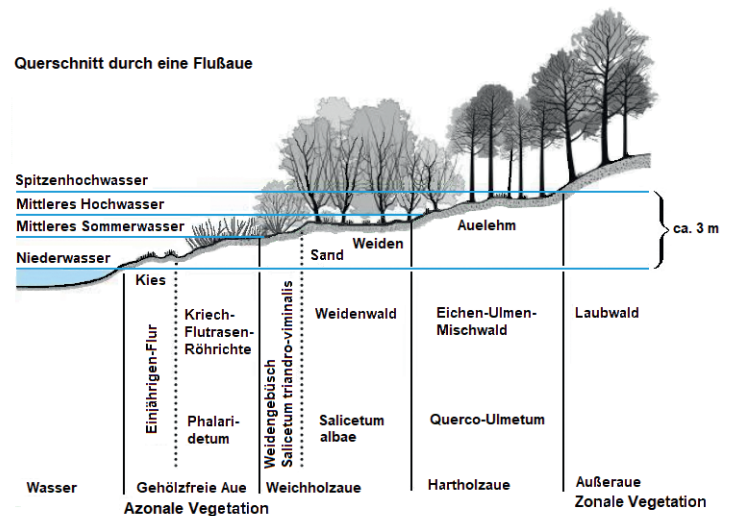 Querschnitt durch eine Flußaue
Spitzenhochwasser
Mittleres Hochwasser
Mittleres Sommerwasser
Niederwasser
ca. 3 m
Kies
Sand
Weiden
Auelehm
Einjährigen-Flur
Kriech-
Flutrasen-
Röhrichte
Phalari-
detum
Weidengebüsch
Salicetum triandro-viminalis
Weidenwald
Salicetum
albae
Eichen-Ulmen-
Mischwald
Querco-Ulmetum
Laubwald
Wasser
Gehölzfreie Aue
Weichholzaue
Hartholzaue
Außeraue
Azonale Vegetation
Zonale Vegetation